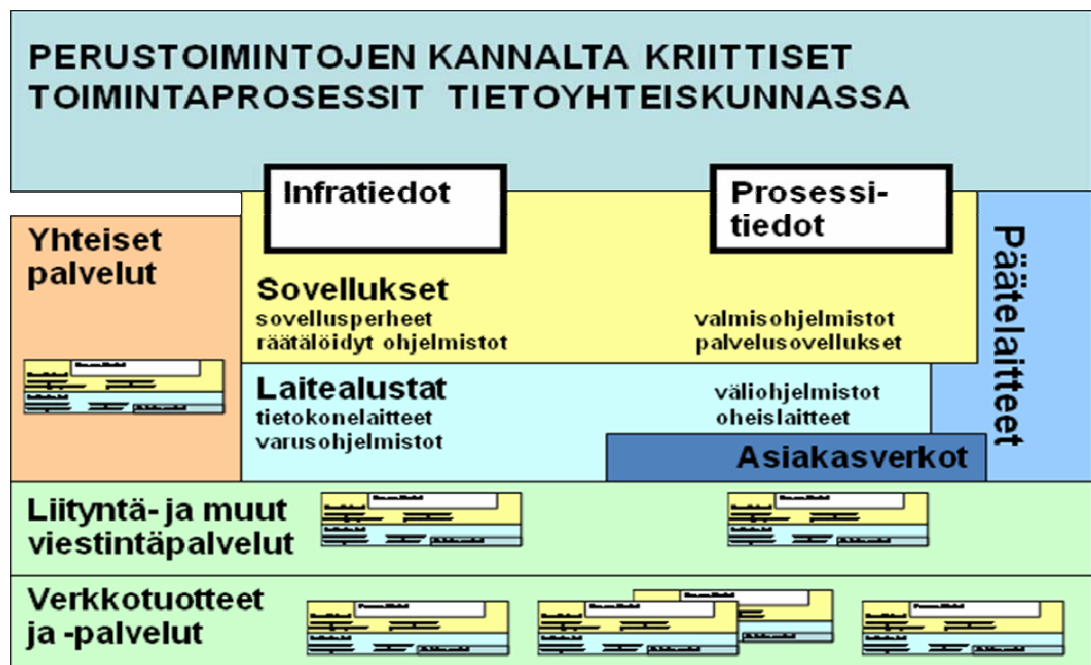 PERUSTOIMINTOJEN KANNALTA KRIITTISET
TOIMINTAPROSESSIT TIETOYHTEISKUNNASSA
Infratiedot
Prosessi-
tiedot
Yhteiset
palvelut
Sovellukset
sovellusperheet
räätälöidyt ohjelmistot
valmisohjelmistot
palvelusovellukset
Päätelaitteet
Laitealustat
tietokonelaitteet
varusohjelmistot
väliohjelmistot
oheislaitteet
Asiakasverkot
Liityntä- ja muut
viestintäpalvelut
Verkkotuotteet
ja -palvelut